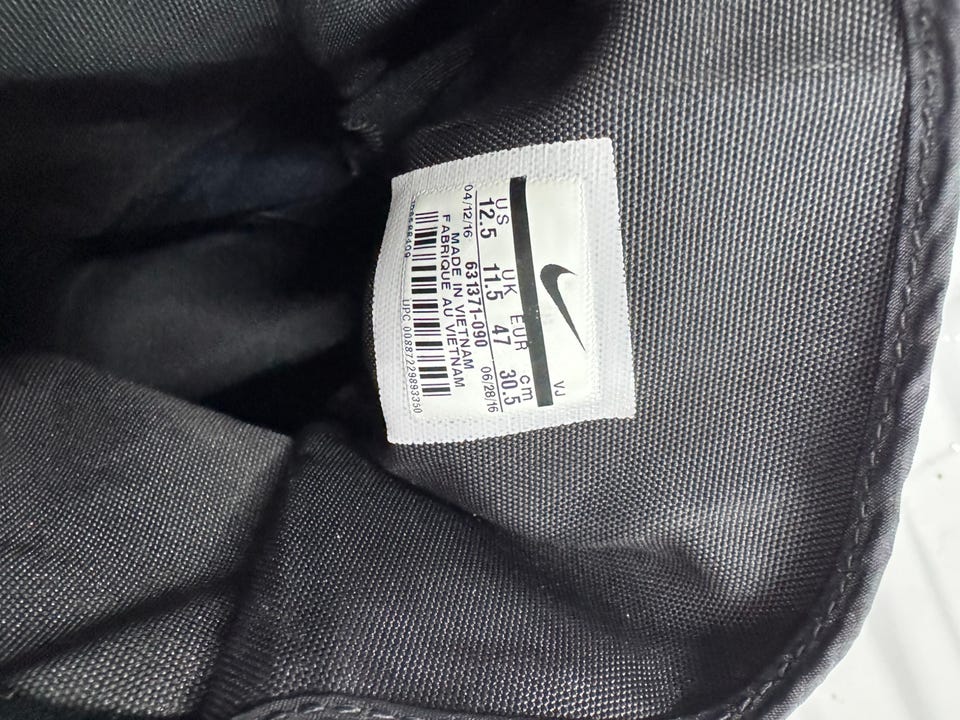 VJ
US UK EUR cm
12.5 11.5 47 30.5
04/12/16 631371-090 06/28/16
MADE IN VIETNAM
FABRIQUE AU VIETNAM
UPC 00887229893350